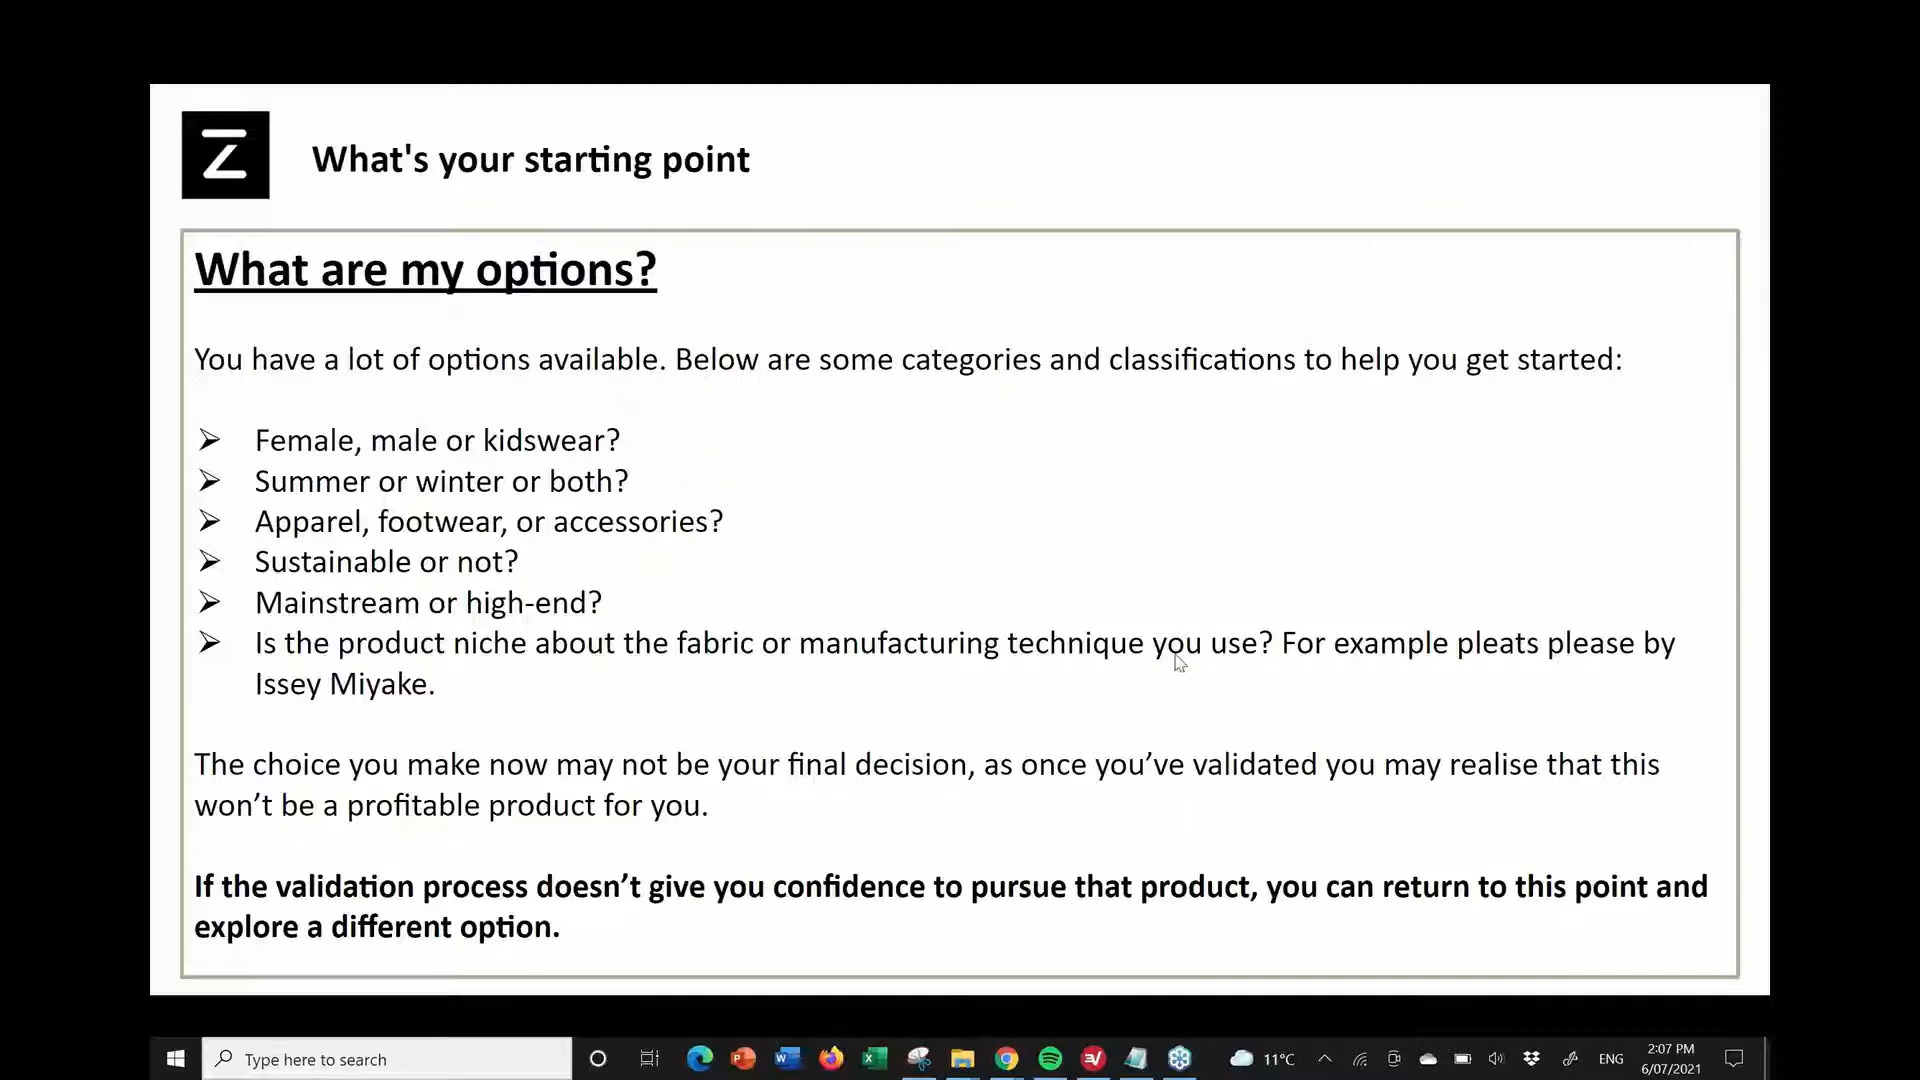 Z
What's your starting point
What are my options?
You have a lot of options available. Below are some categories and classifications to help you get started:
➢ Female, male or kidswear?
➢ Summer or winter or both?
➢ Apparel, footwear, or accessories?
➢ Sustainable or not?
➢ Mainstream or high-end?
➢ Is the product niche about the fabric or manufacturing technique you use? For example pleats please by
Issey Miyake.
The choice you make now may not be your final decision, as once you’ve validated you may realise that this
won’t be a profitable product for you.
If the validation process doesn’t give you confidence to pursue that product, you can return to this point and
explore a different option.
Type here to search
11°C
ENG
2:07 PM
6/07/2021